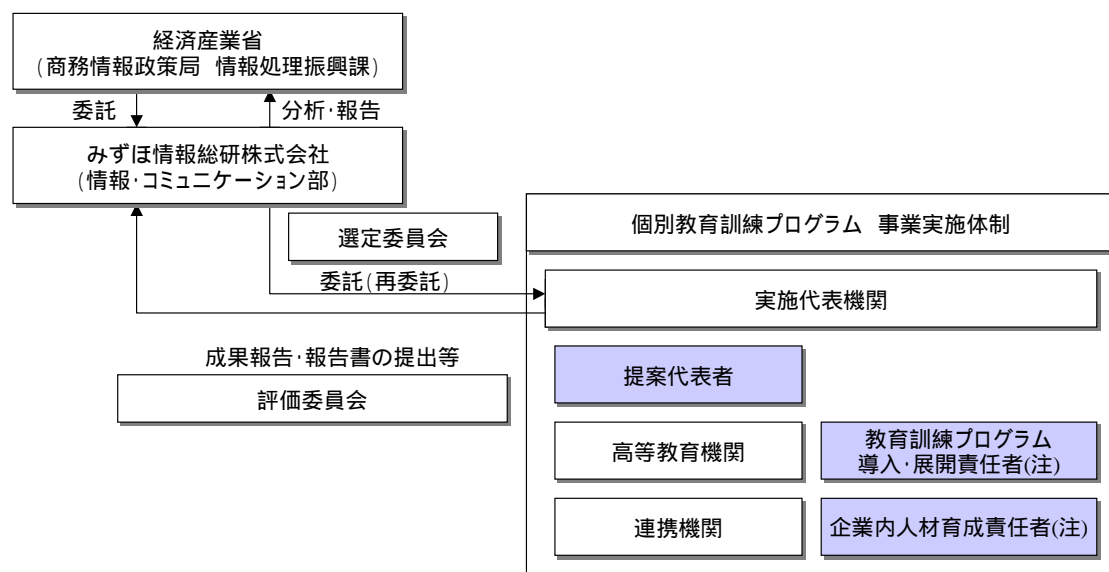 経済産業省
(商務情報政策局 情報処理振興課)
委託
分析･報告
みずほ情報総研株式会社
(情報･コミュニケーション部)
選定委員会
委託(再委託)
成果報告･報告書の提出等
評価委員会
個別教育訓練プログラム 事業実施体制
実施代表機関
提案代表者
高等教育機関
教育訓練プログラム
導入･展開責任者(注)
連携機関
企業内人材育成責任者(注)